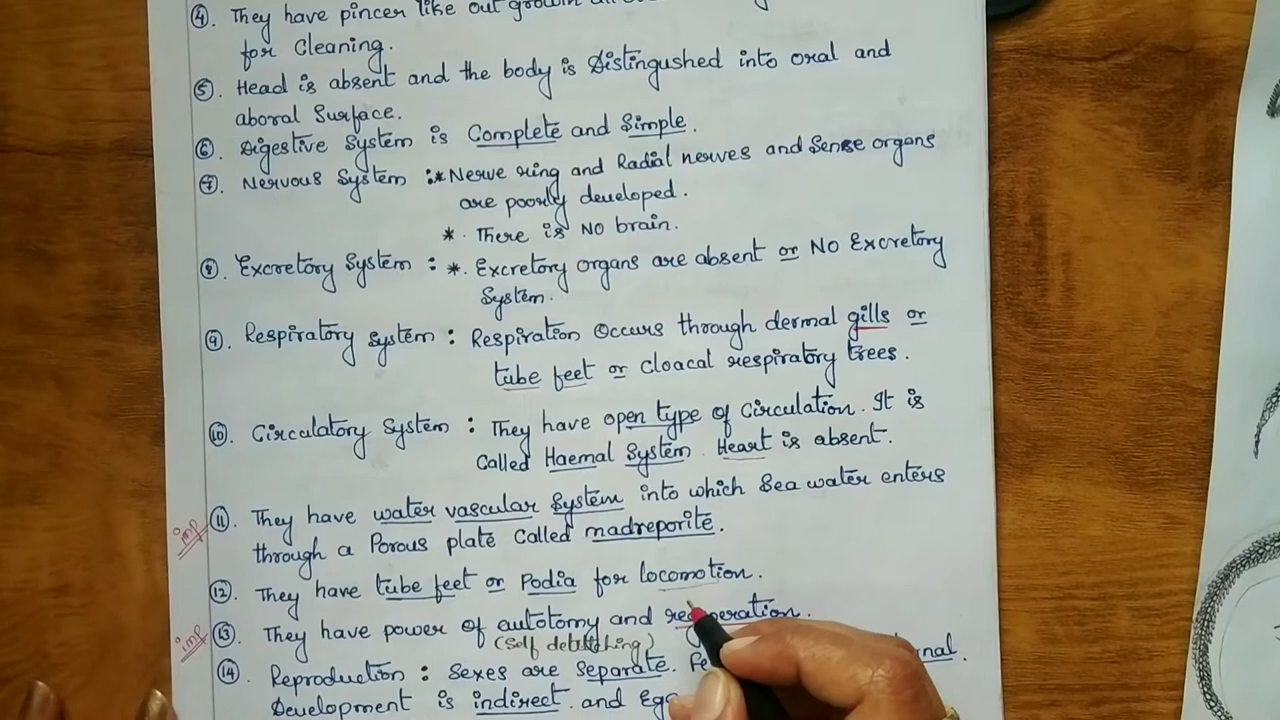 ④. They have pincer like out
for Cleaning.
⑤. Head is absent and the body is Distingushed into oral and
aboral Surface.
⑥. Digestive System is Complete and Simple.
⑦. Nervous System :* Nerve ring and Radial nerves and Sense organs
are poorly developed.
*. There is NO brain.
⑧. Excretory System : *. Excretory organs are absent or NO Excretory
System.
⑨. Respiratory System : Respiration Occurs through dermal gills or
tube feet or cloacal respiratory trees.
⑩. Circulatory System : They have open type of Circulation. It is
Called Haemal System. Heart is absent.
imp ⑪. They have water vascular System into which Sea water enters
through a Porous plate Called madreporite.
⑫. They have tube feet or Podia for locomotion.
imp ⑬. They have power of autotomy and regeneration.
(Self
⑭. Reproduction : Sexes are separate.
Development is indirect and